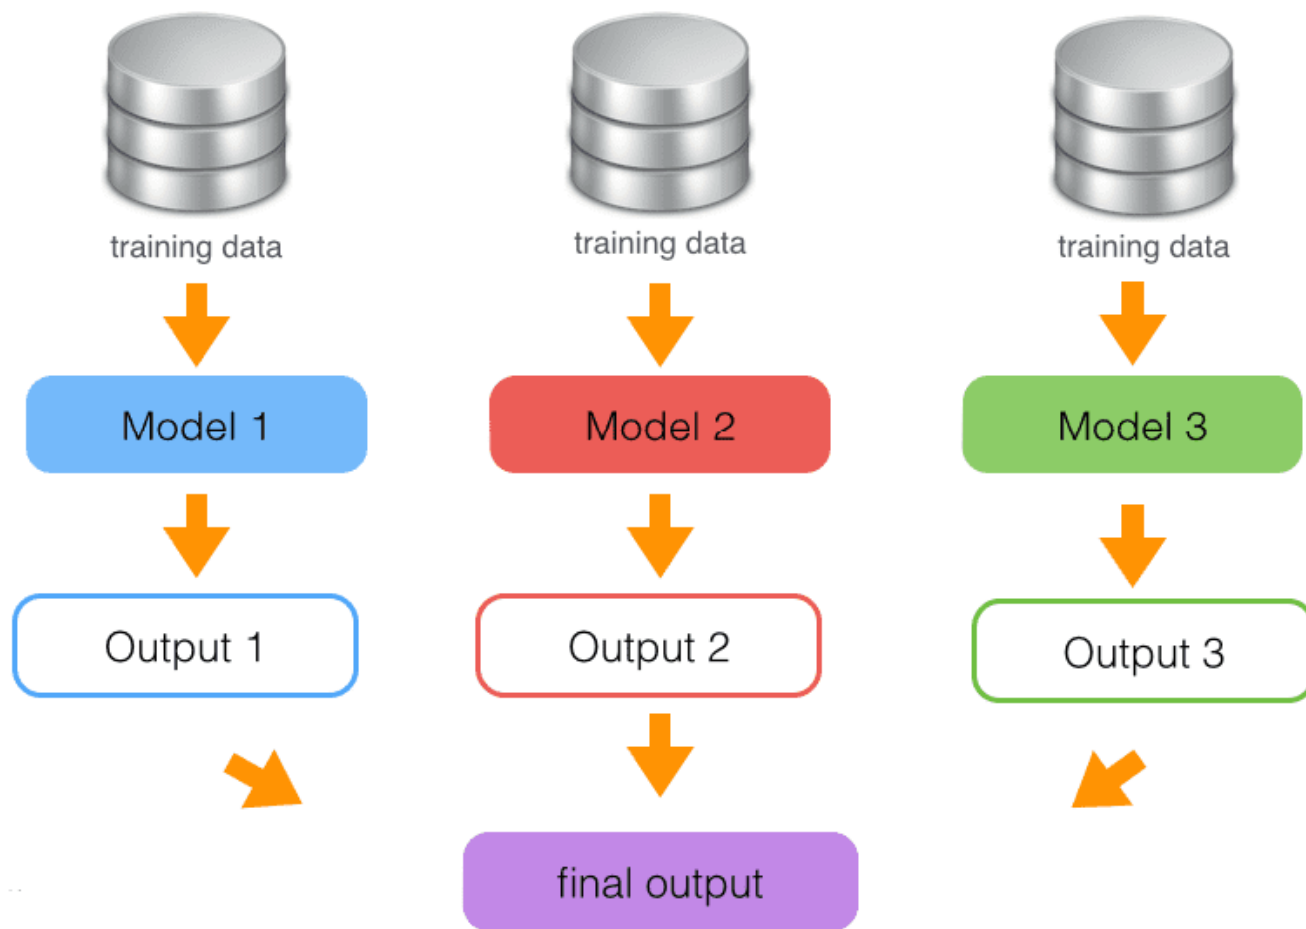 training data
training data
training data
Model 1
Model 2
Model 3
Output 1
Output 2
Output 3
final output